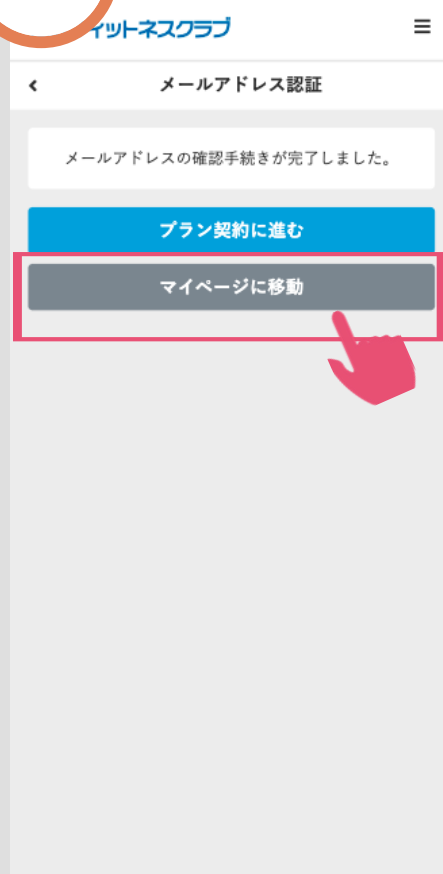 ィットネスクラブ
メールアドレス認証
メールアドレスの確認手続きが完了しました。
プラン契約に進む
マイページに移動